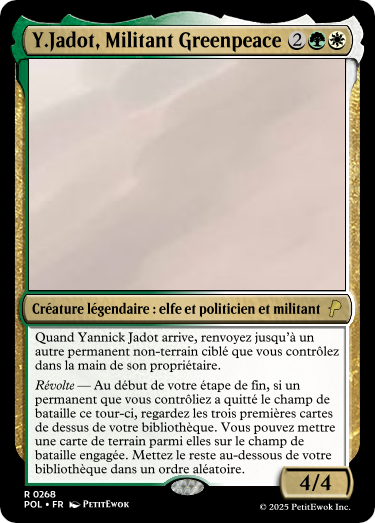 Y.Jadot, Militant Greenpeace 2
Créature légendaire : elfe et politicien et militant
Quand Yannick Jadot arrive, renvoyez jusqu'à un
autre permanent non-terrain ciblé que vous contrôlez
dans la main de son propriétaire.
Révolte — Au début de votre étape de fin, si un
permanent que vous contrôliez a quitté le champ de
bataille ce tour-ci, regardez les trois premières cartes
de dessus de votre bibliothèque. Vous pouvez mettre
une carte de terrain parmi elles sur le champ de
bataille engagée. Mettez le reste au-dessous de votre
bibliothèque dans un ordre aléatoire.
4/4
R 0268
POL • FR PetitEwok
© 2025 PetitEwok Inc.